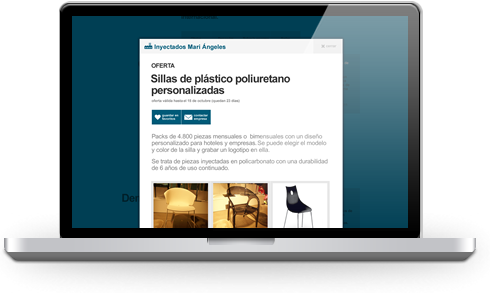 Inyectados Mari Ángeles
OFERTA
Sillas de plástico poliuretano
personalizadas
oferta válida hasta el 16 de octubre (quedan 22 días)
guardar en
favoritos
contactar
empresa
Packs de 4.800 piezas mensuales o bimensuales con un diseño
personalizado para hoteles y empresas. Se puede elegir el modelo
y color de la silla y grabar un logotipo en ella.
Se trata de piezas inyectadas en policarbonato con una durabilidad
de 6 años de uso continuado.